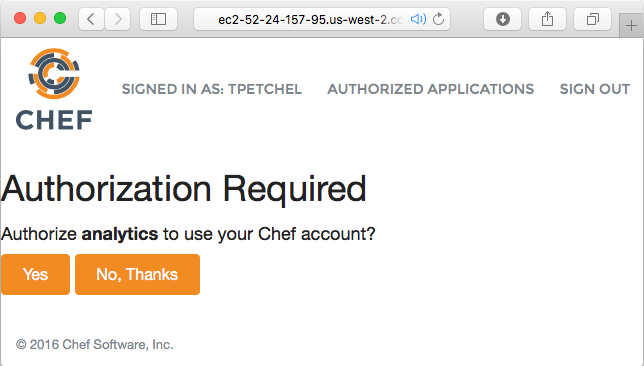 ec2-52-24-157-95.us-west-2.co
CHEF
SIGNED IN AS: TPETCHEL AUTHORIZED APPLICATIONS SIGN OUT
Authorization Required
Authorize analytics to use your Chef account?
Yes No, Thanks
© 2016 Chef Software, Inc.